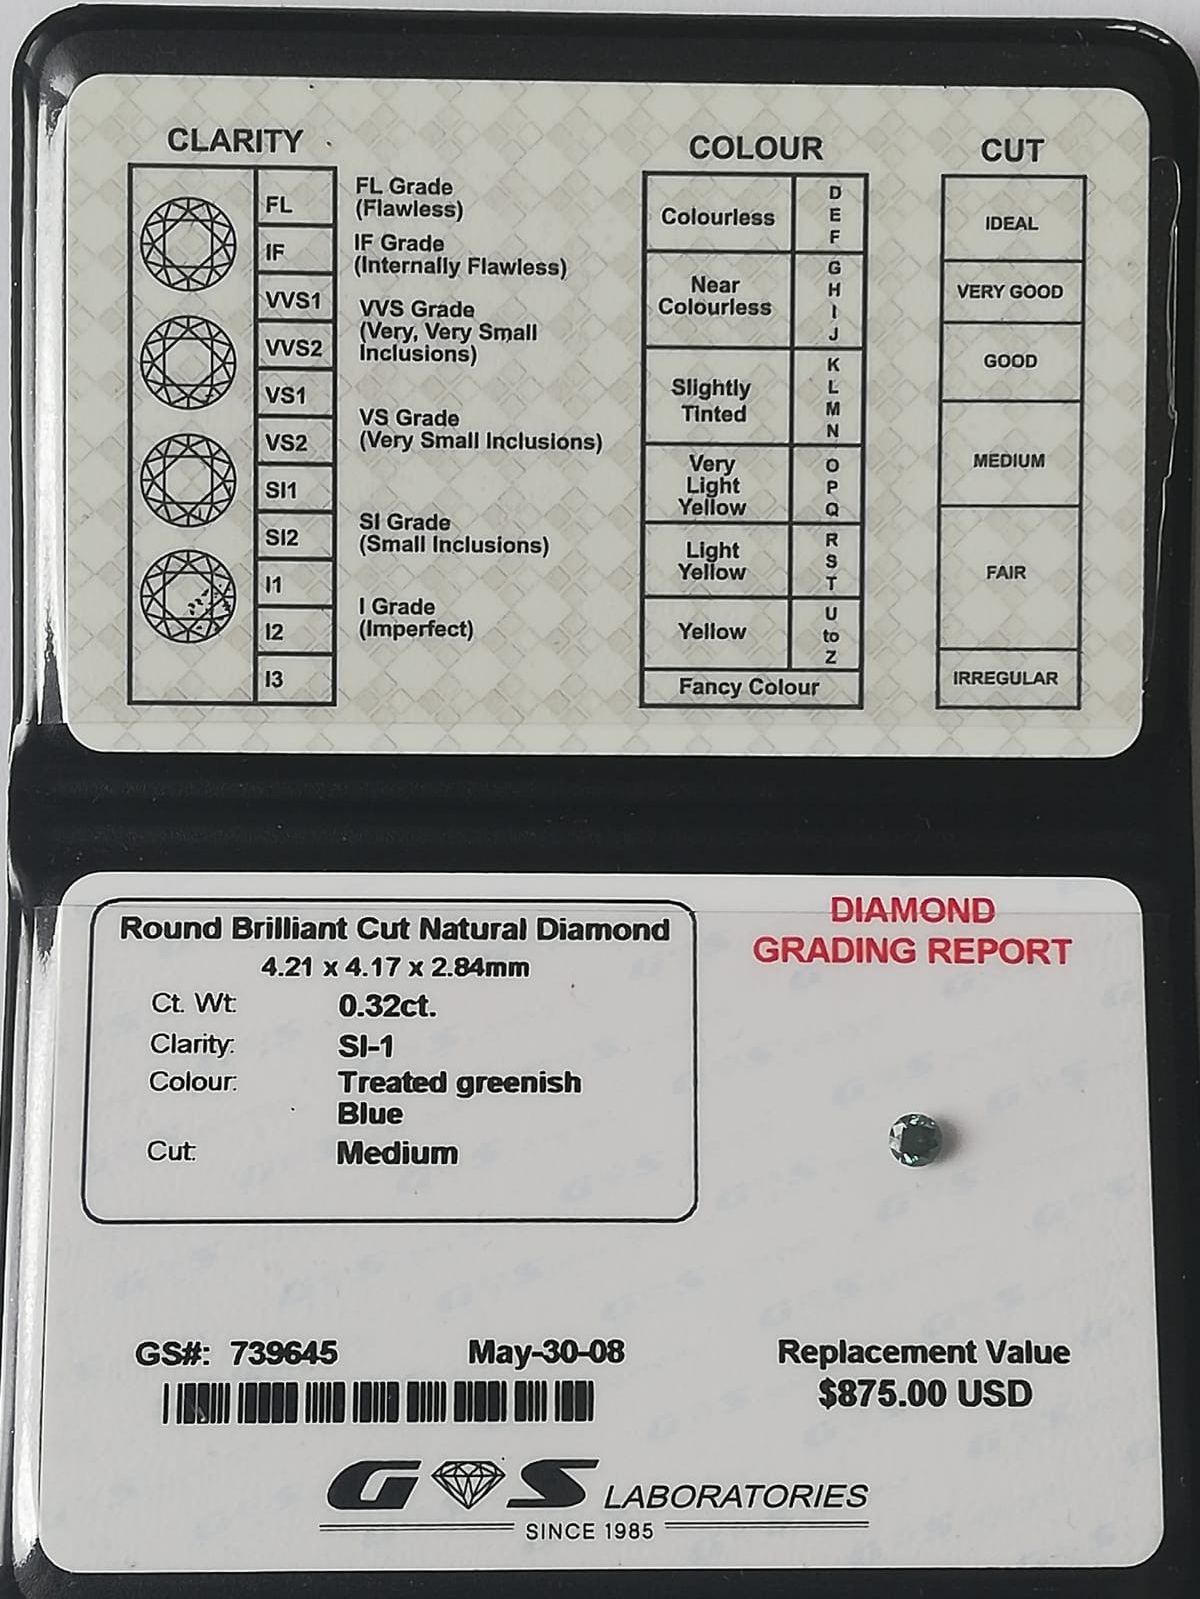 CLARITY
FL
IF
VVS1
VVS2
VS1
VS2
SI1
SI2
I1
I2
I3
FL Grade
(Flawless)
IF Grade
(Internally Flawless)
VVS Grade
(Very, Very Small
Inclusions)
VS Grade
(Very Small Inclusions)
SI Grade
(Small Inclusions)
I Grade
(Imperfect)
COLOUR
Colourless
D
E
F
Near
Colourless
G
H
I
J
Slightly
Tinted
K
L
M
N
Very
Light
Yellow
O
P
Q
Light
Yellow
R
S
T
Yellow
U
to
Z
Fancy Colour
CUT
IDEAL
VERY GOOD
GOOD
MEDIUM
FAIR
IRREGULAR
Round Brilliant Cut Natural Diamond
4.21 x 4.17 x 2.84mm
Ct. Wt: 0.32ct.
Clarity: SI-1
Colour: Treated greenish
Blue
Cut: Medium
DIAMOND
GRADING REPORT
GS#: 739645 May-30-08
Replacement Value
$875.00 USD
G S LABORATORIES
SINCE 1985